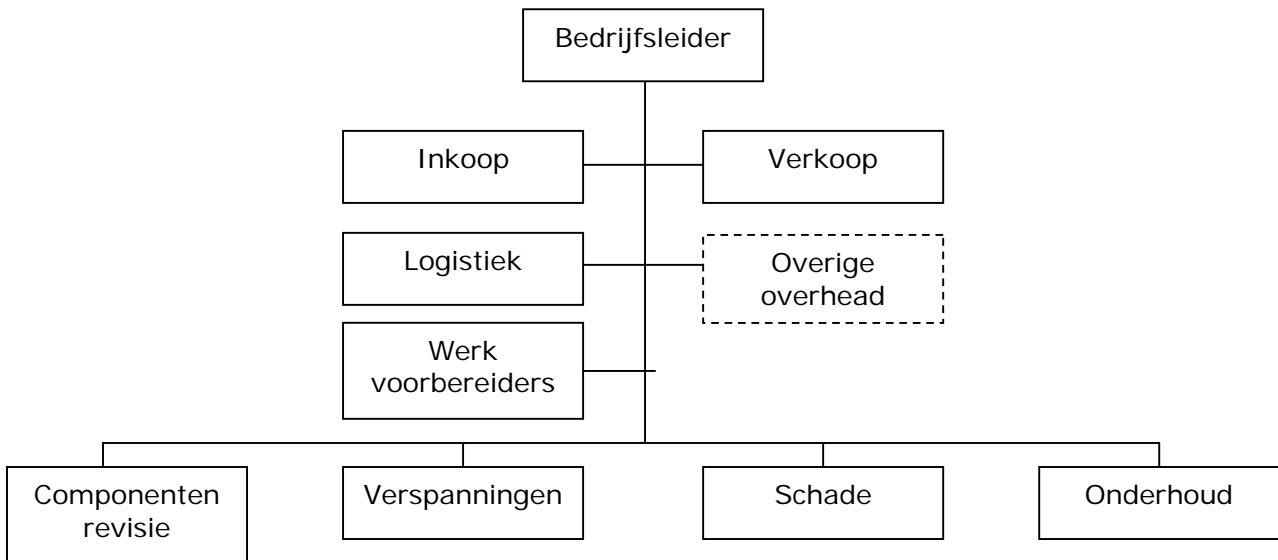 Bedrijfsleider
Inkoop
Verkoop
Logistiek
Overige
overhead
Werk
voorbereiders
Componenten
revisie
Verspanningen
Schade
Onderhoud